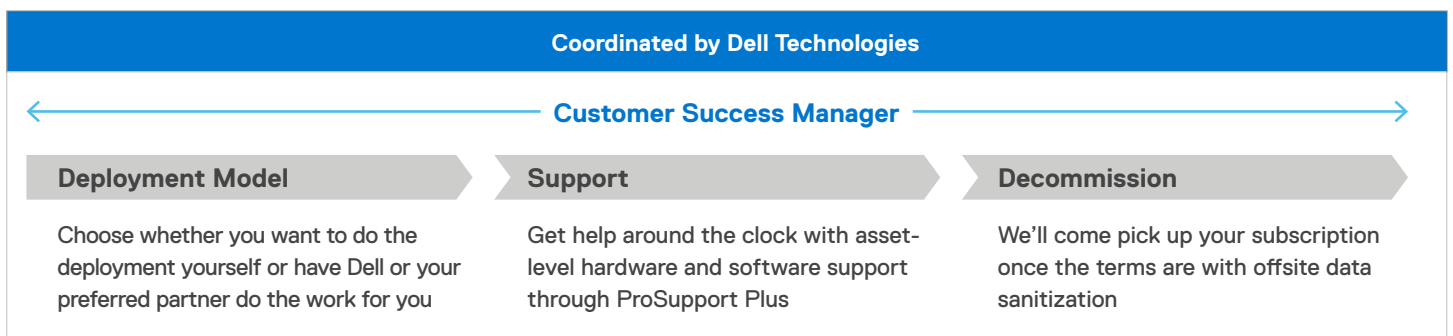 Coordinated by Dell Technologies
Customer Success Manager
Deployment Model
Choose whether you want to do the
deployment yourself or have Dell or your
preferred partner do the work for you
Support
Get help around the clock with asset-
level hardware and software support
through ProSupport Plus
Decommission
We'll come pick up your subscription
once the terms are with offsite data
sanitization